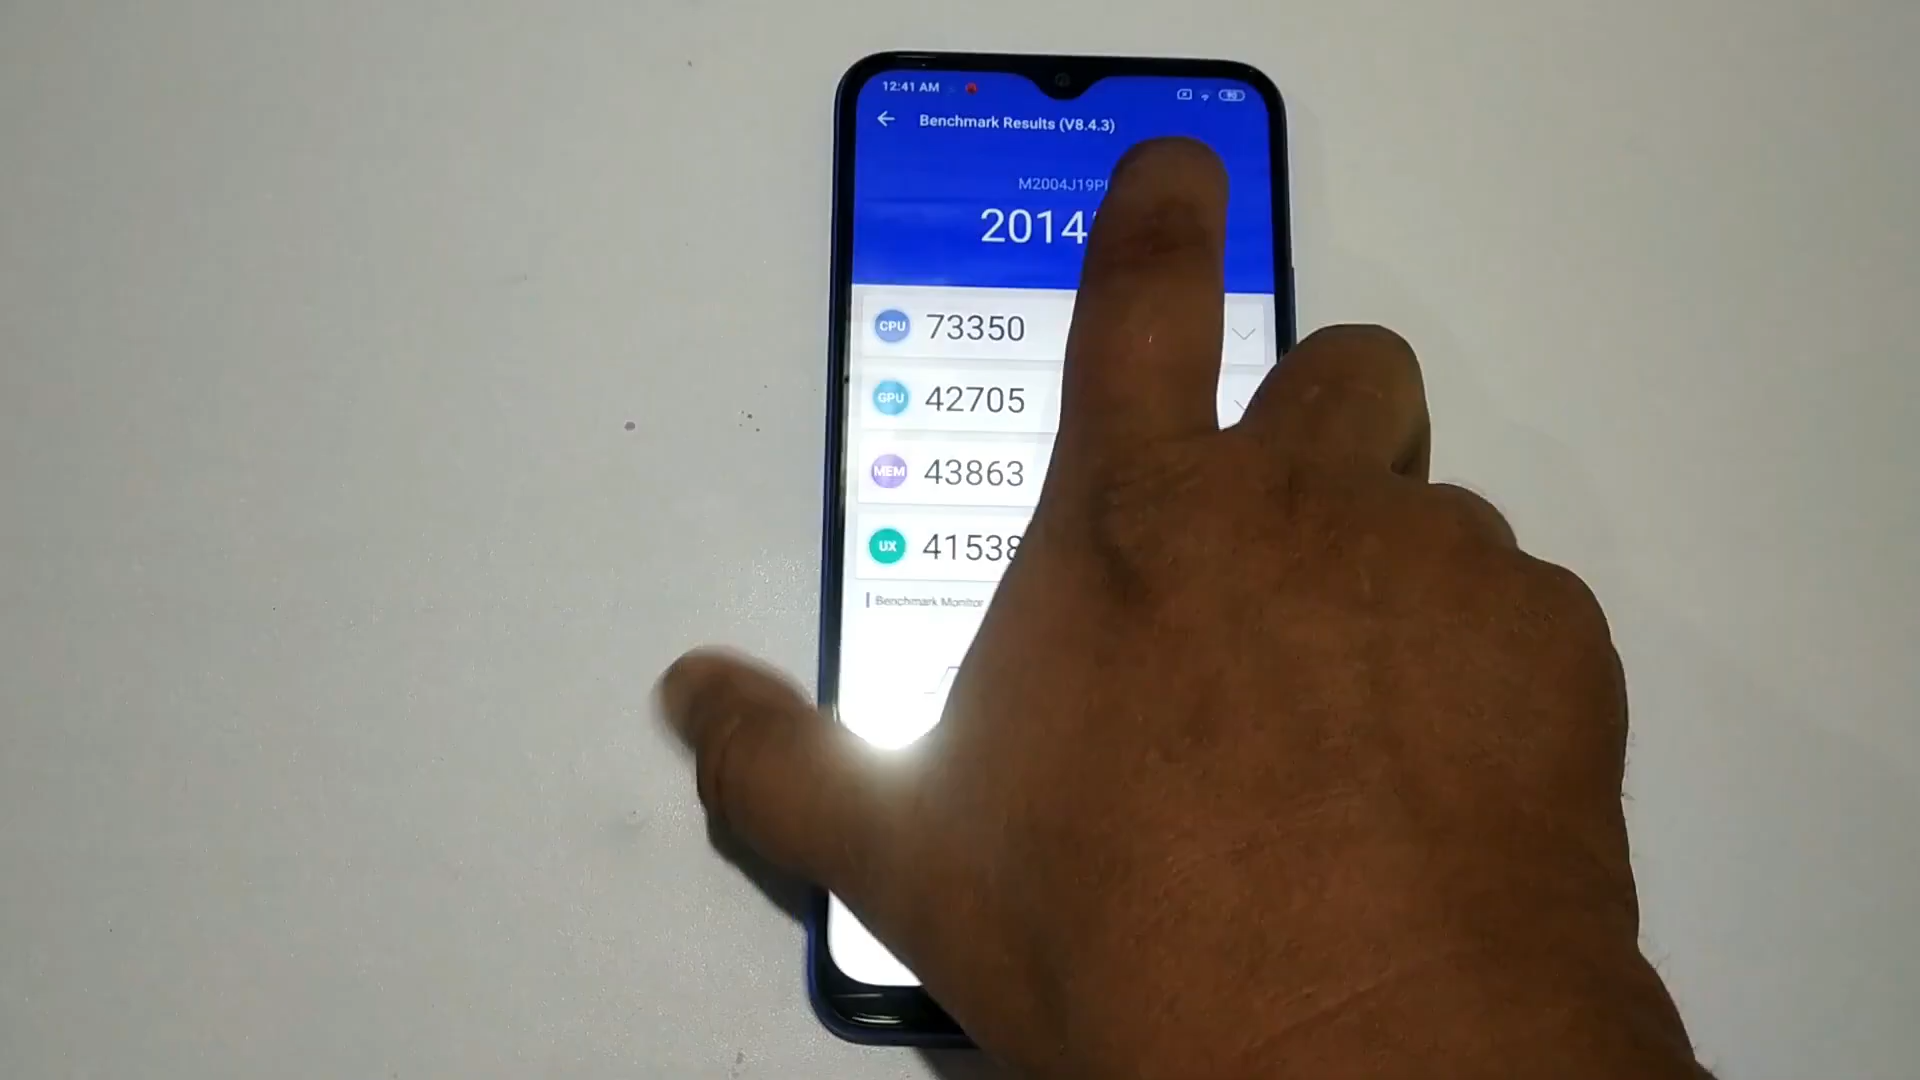 12:41 AM
90
Benchmark Results (V8.4.3)
M2004J19P
2014
CPU 73350
GPU 42705
MEM 43863
UX 41538
Benchmark Monitor